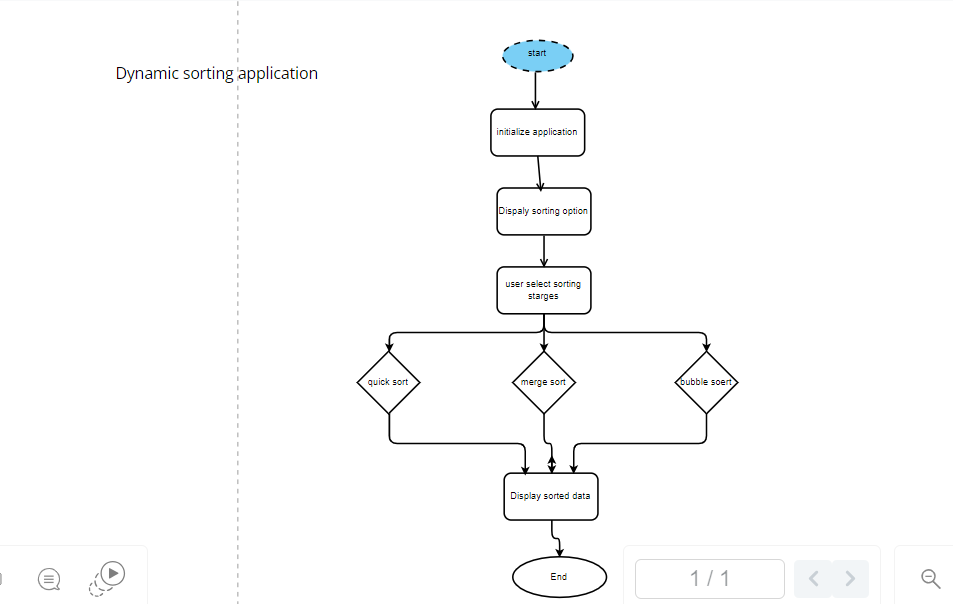 Dynamic sorting application
start
initialize application
Dispaly sorting option
user select sorting
starges
quick sort
merge sort
bubble soert
Display sorted data
End
1 / 1